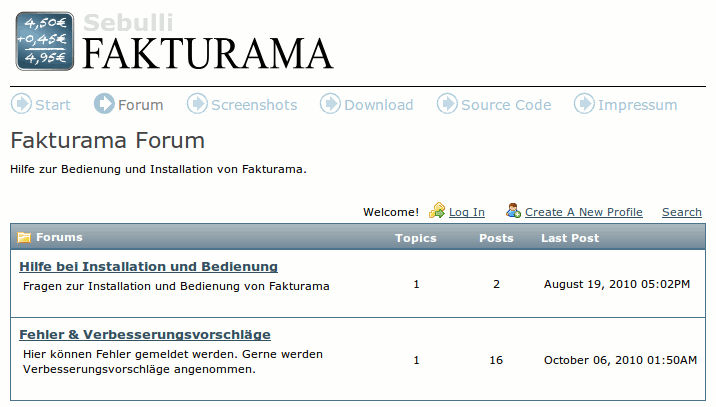 4,50€
+0,45€
4,95€
Sebulli
FAKTURAMA
Start Forum Screenshots Download Source Code Impressum
Fakturama Forum
Hilfe zur Bedienung und Installation von Fakturama.
Welcome! Log In Create A New Profile Search
Forums Topics Posts Last Post
Hilfe bei Installation und Bedienung
Fragen zur Installation und Bedienung von Fakturama 1 2 August 19, 2010 05:02PM
Fehler & Verbesserungsvorschläge
Hier können Fehler gemeldet werden. Gerne werden 1 16 October 06, 2010 01:50AM
Verbesserungsvorschläge angenommen.